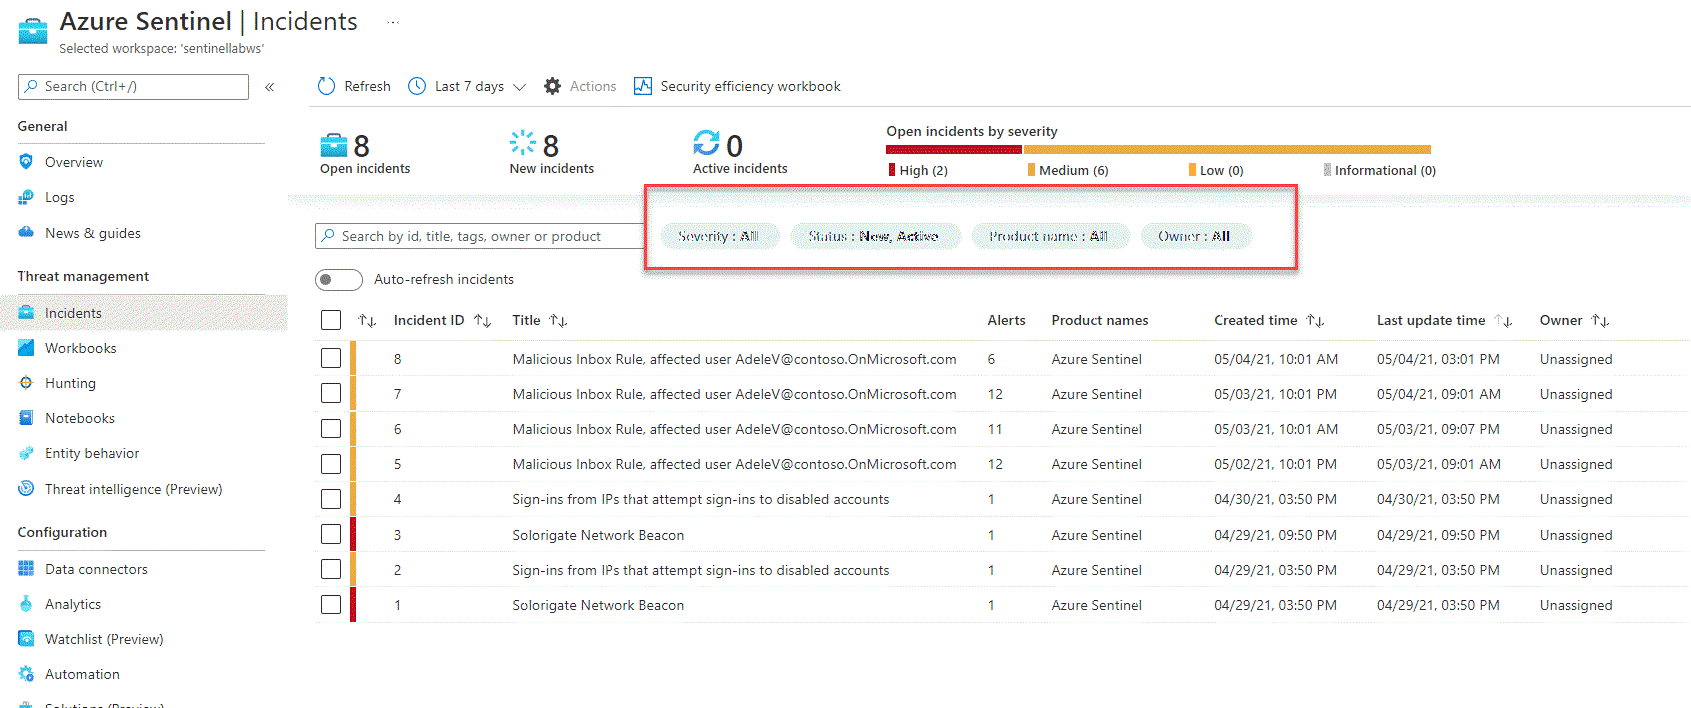 Azure Sentinel | Incidents ...
Selected workspace: 'sentinellabws'
Search (Ctrl+/) «
General
Overview
Logs
News & guides
Threat management
Incidents
Workbooks
Hunting
Notebooks
Entity behavior
Threat intelligence (Preview)
Configuration
Data connectors
Analytics
Watchlist (Preview)
Automation
Solutions (Preview)
Refresh Last 7 days Actions Security efficiency workbook
8
Open incidents
8
New incidents
0
Active incidents
Open incidents by severity
High (2) Medium (6) Low (0) Informational (0)
Search by id, title, tags, owner or product Severity : All Status : New, Active Product name : All Owner : All
Auto-refresh incidents
Incident ID Title Alerts Product names Created time Last update time Owner
8 Malicious Inbox Rule, affected user AdeleV@contoso.OnMicrosoft.com 6 Azure Sentinel 05/04/21, 10:01 AM 05/04/21, 03:01 PM Unassigned
7 Malicious Inbox Rule, affected user AdeleV@contoso.OnMicrosoft.com 12 Azure Sentinel 05/03/21, 10:01 PM 05/04/21, 09:01 AM Unassigned
6 Malicious Inbox Rule, affected user AdeleV@contoso.OnMicrosoft.com 11 Azure Sentinel 05/03/21, 10:01 AM 05/03/21, 09:07 PM Unassigned
5 Malicious Inbox Rule, affected user AdeleV@contoso.OnMicrosoft.com 12 Azure Sentinel 05/02/21, 10:01 PM 05/03/21, 09:01 AM Unassigned
4 Sign-ins from IPs that attempt sign-ins to disabled accounts 1 Azure Sentinel 04/30/21, 03:50 PM 04/30/21, 03:50 PM Unassigned
3 Solorigate Network Beacon 1 Azure Sentinel 04/29/21, 09:50 PM 04/29/21, 09:50 PM Unassigned
2 Sign-ins from IPs that attempt sign-ins to disabled accounts 1 Azure Sentinel 04/29/21, 03:50 PM 04/29/21, 03:50 PM Unassigned
1 Solorigate Network Beacon 1 Azure Sentinel 04/29/21, 03:50 PM 04/29/21, 03:50 PM Unassigned